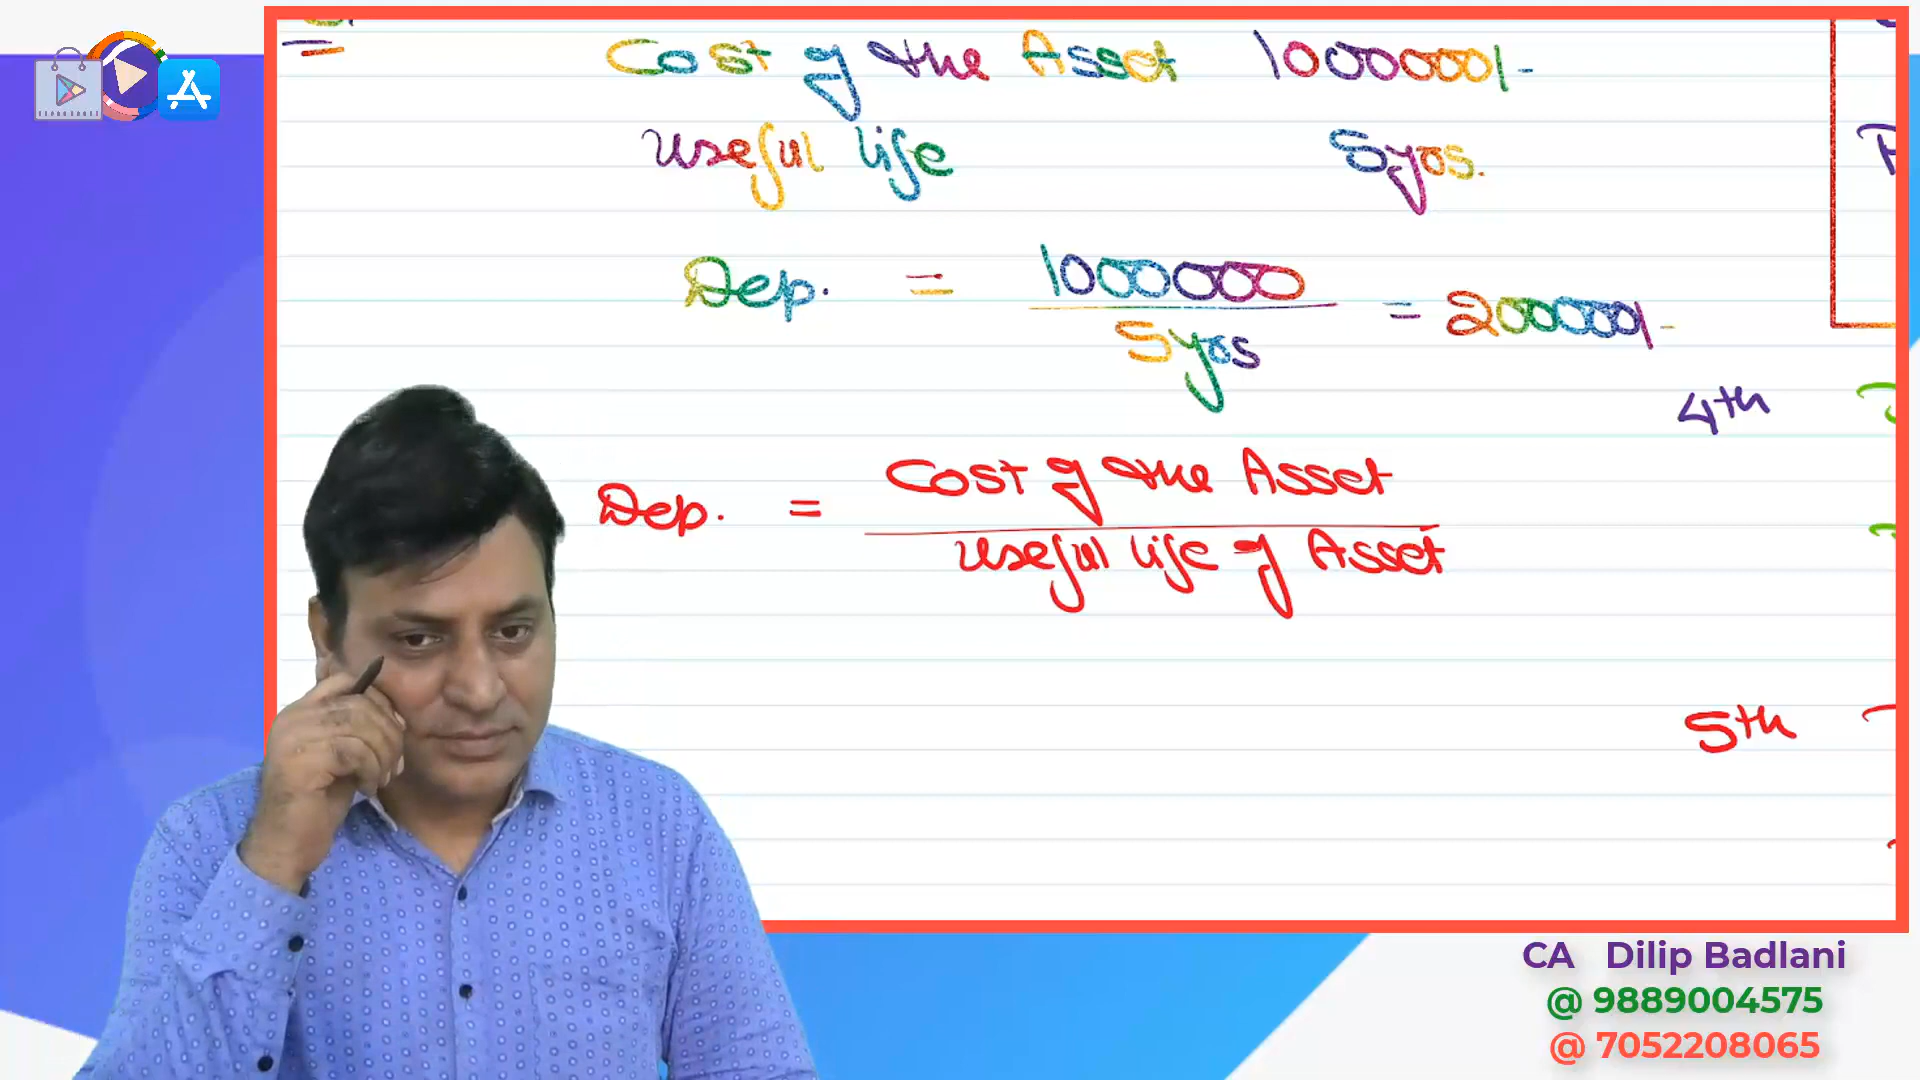 Cost of the Asset 1000000/-
useful life 5yrs.
Dep. = 1000000 = 200000/-
5yrs
4th
Dep. = Cost of the Asset
useful life of Asset
5th
CA Dilip Badlani
@ 9889004575
@ 7052208065